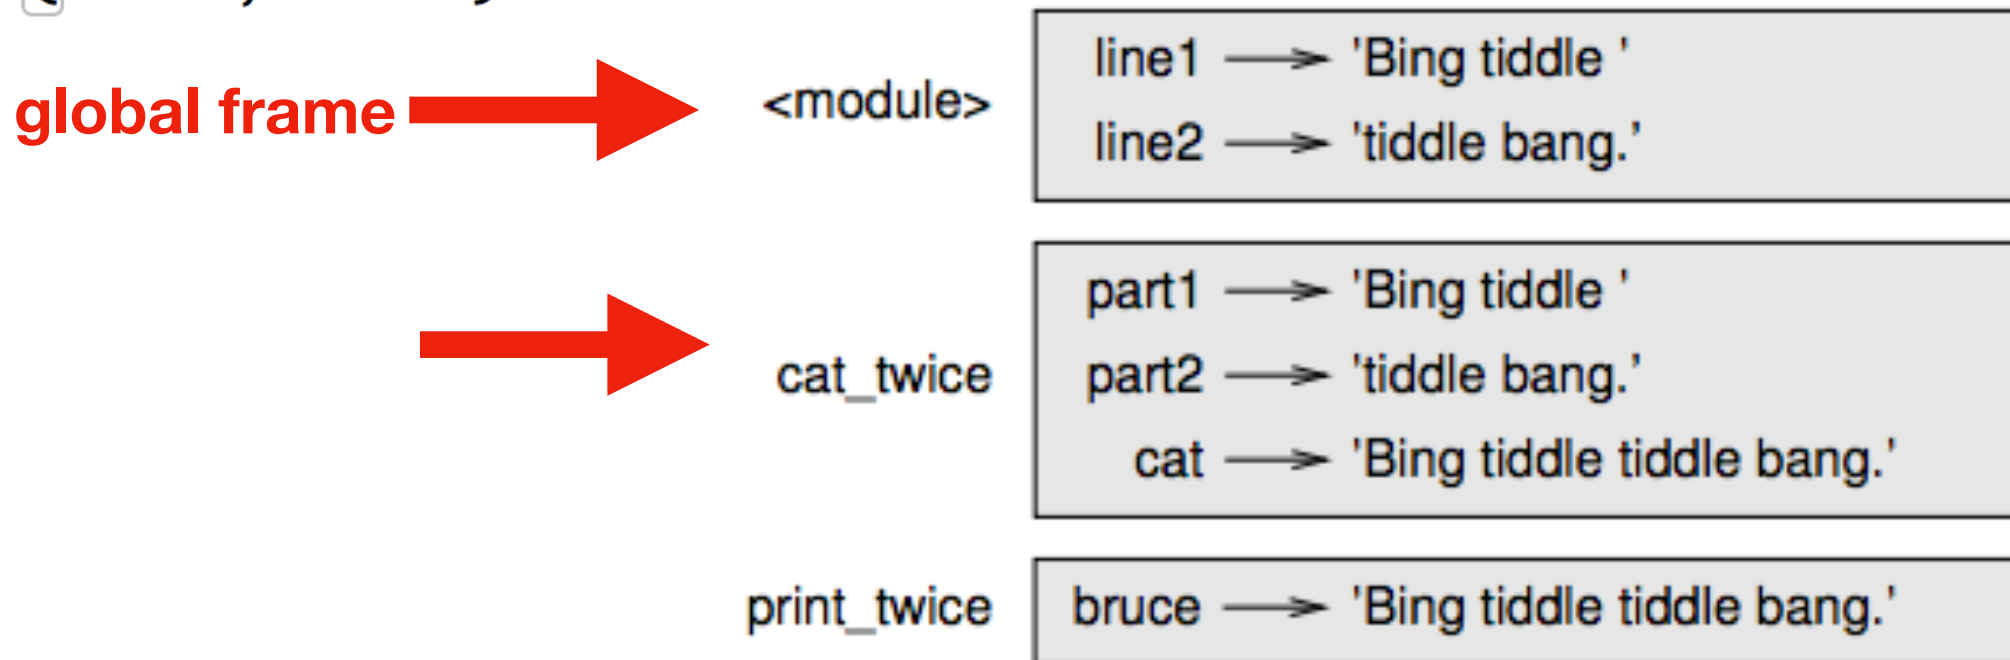 global frame
<module>
line1 'Bing tiddle '
line2 'tiddle bang.'
cat_twice
part1 'Bing tiddle '
part2 'tiddle bang.'
cat 'Bing tiddle tiddle bang.'
print_twice
bruce 'Bing tiddle tiddle bang.'